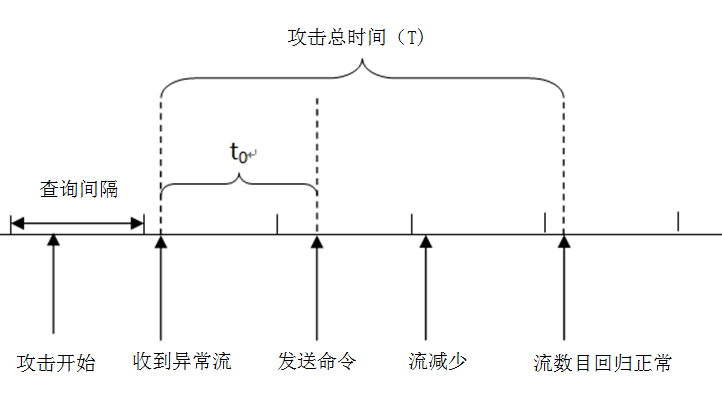 攻击总时间（T)
t₀↵
查询间隔
攻击开始
收到异常流
发送命令
流减少
流数目回归正常